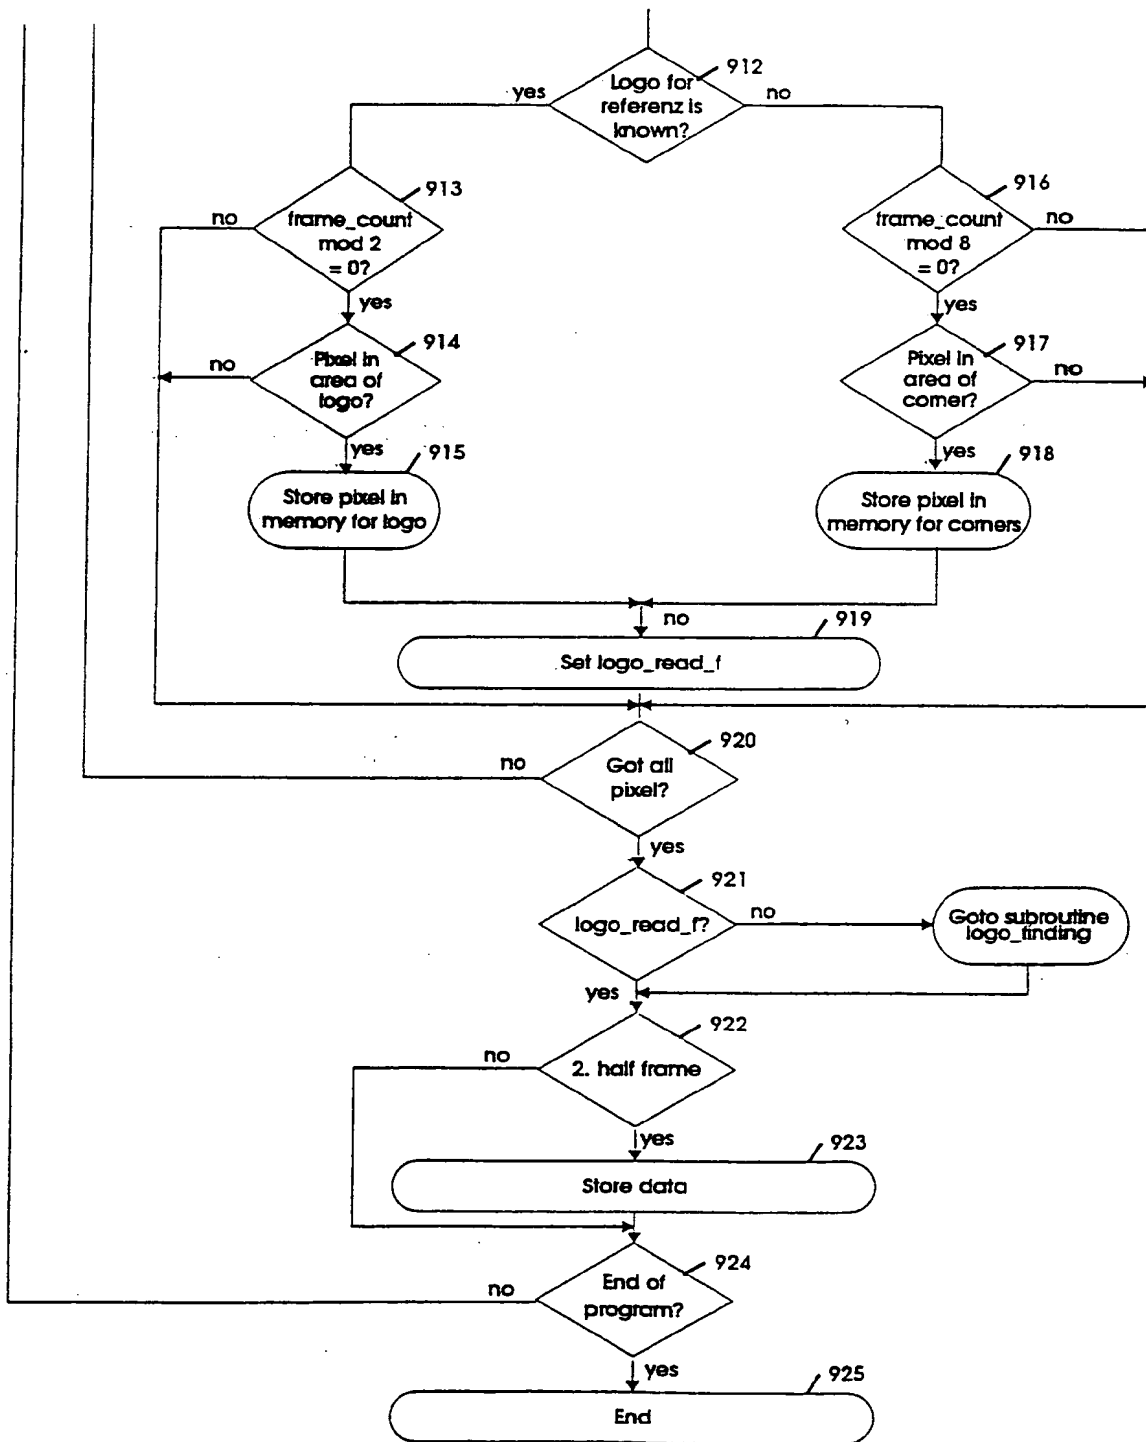 912
Logo for
referenz is
known?
yes
no
913
frame_count
mod 2
= 0?
no
yes
916
frame_count
mod 8
= 0?
no
yes
914
Pixel in
area of
logo?
no
yes
917
Pixel in
area of
corner?
no
yes
915
Store pixel in
memory for logo
918
Store pixel in
memory for corners
no
919
Set logo_read_f
920
Got all
pixel?
no
yes
921
logo_read_f?
no
Goto subroutine
logo_finding
yes
922
2. half frame
no
yes
923
Store data
924
End of
program?
no
yes
925
End